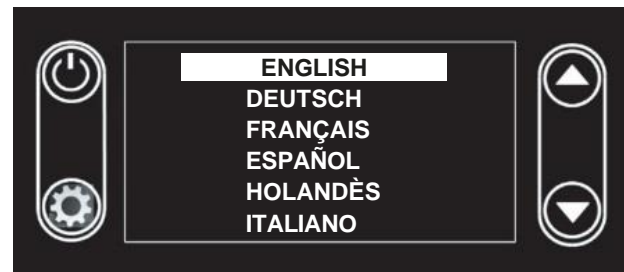 ENGLISH
DEUTSCH
FRANÇAIS
ESPAÑOL
HOLANDÈS
ITALIANO